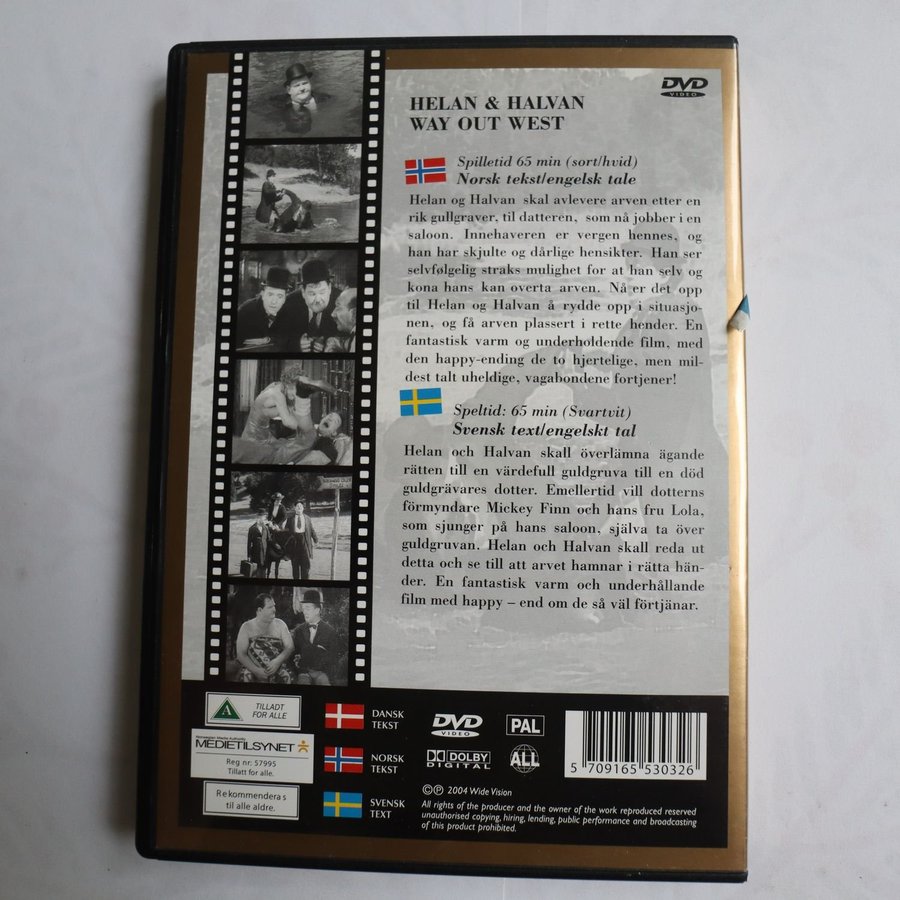 DVD
VIDEO
HELAN & HALVAN
WAY OUT WEST
Spilletid 65 min (sort/hvid)
Norsk tekst/engelsk tale
Helan og Halvan skal avlevere arven etter en
rik gullgraver, til datteren, som nå jobber i en
saloon. Innehaveren er vergen hennes, og
han har skjulte og dårlige hensikter. Han ser
selvfølgelig straks mulighet for at han selv og
kona hans kan overta arven. Nå er det opp
til Helan og Halvan å rydde opp i situasjo-
nen, og få arven plassert i rette hender. En
fantastisk varm og underholdende film, med
den happy-ending de to hjertelige, men mil-
dest talt uheldige, vagabondene fortjener!
Speltid: 65 min (Svartvit)
Svensk text/engelskt tal
Helan och Halvan skall överlämna ägande
rätten till en värdefull guldgruva till en död
guldgrävares dotter. Emellertid vill dotterns
förmyndare Mickey Finn och hans fru Lola,
som sjunger på hans saloon, själva ta över
guldgruvan. Helan och Halvan skall reda ut
detta och se till att arvet hamnar i rätta hän-
der. En fantastisk varm och underhållande
film med happy – end om de så väl förtjänar.
A TILLADT
FOR ALLE
Norwegian Media Authority
MEDIETILSYNET
Reg nr: 57995
Tillatt for alle.
Rekommenderas
til alle aldre.
DANSK
TEKST
NORSK
TEKST
SVENSK
TEXT
DVD
VIDEO
PAL
DOLBY
DIGITAL
ALL
5 709165 530326
©℗ 2004 Wide Vision
All rights of the producer and the owner of the work reproduced reserved
unauthorised copying, hiring, lending, public performance and broadcasting
of this product prohibited.